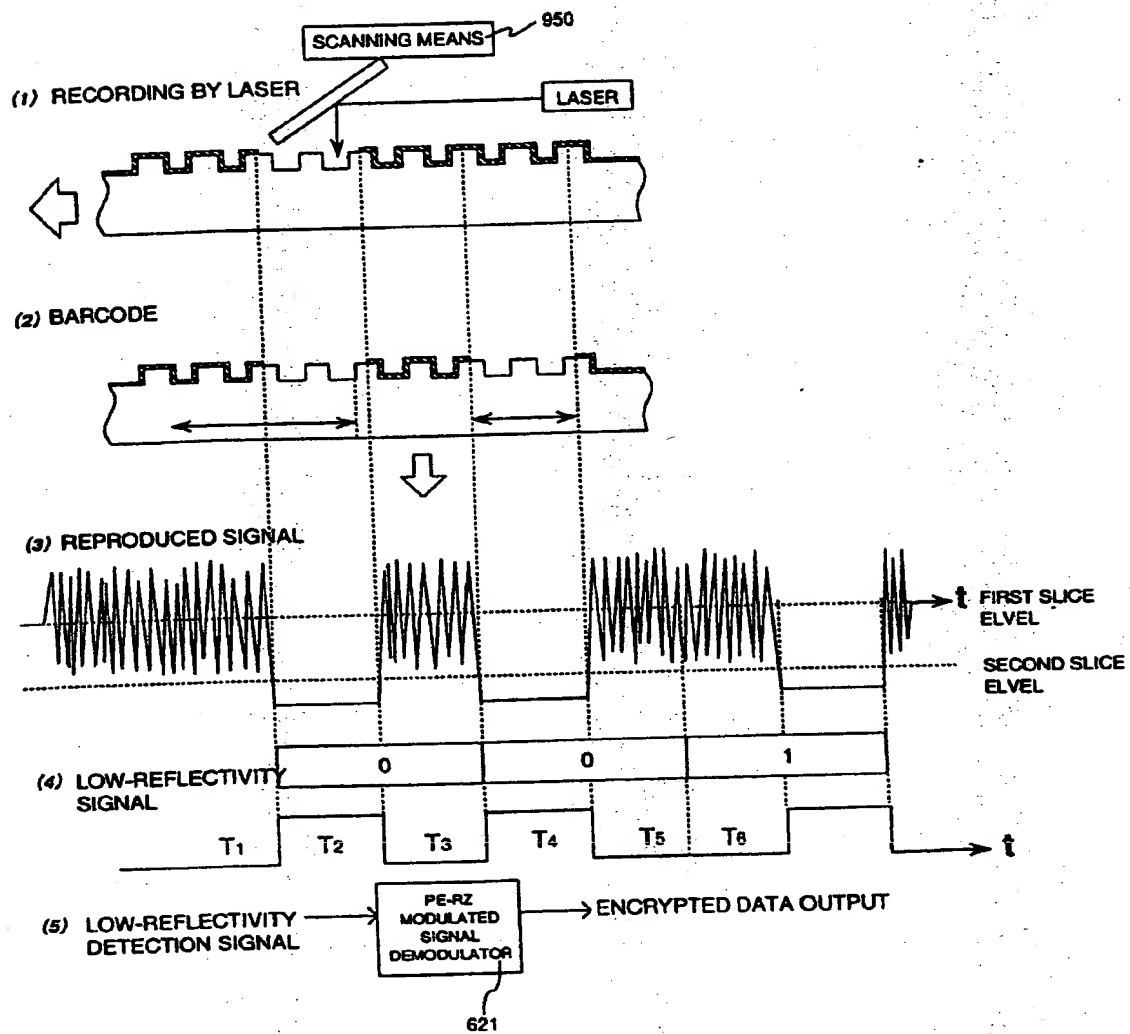 950
SCANNING MEANS
(1) RECORDING BY LASER
LASER
(2) BARCODE
(3) REPRODUCED SIGNAL
t FIRST SLICE
ELVEL
SECOND SLICE
ELVEL
0 0 1
(4) LOW-REFLECTIVITY
SIGNAL
T1 T2 T3 T4 T5 T6
t
PE-RZ
MODULATED
SIGNAL
DEMODULATOR
(5) LOW-REFLECTIVITY
DETECTION SIGNAL
ENCRYPTED DATA OUTPUT
621